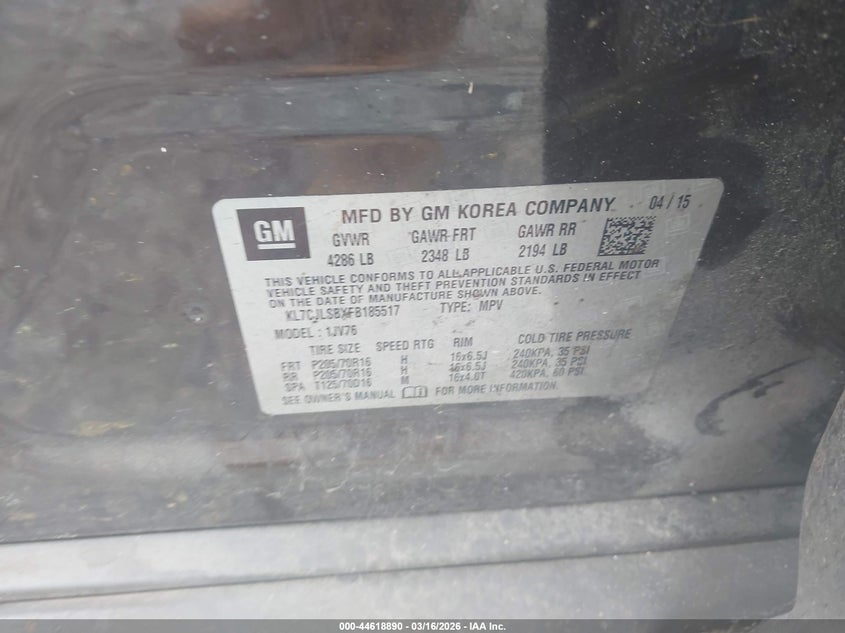 GM
MFD BY GM KOREA COMPANY 04/15
GVWR GAWR FRT GAWR RR
4286 LB 2348 LB 2194 LB
THIS VEHICLE CONFORMS TO ALL APPLICABLE U.S. FEDERAL MOTOR
VEHICLE SAFETY AND THEFT PREVENTION STANDARDS IN EFFECT
ON THE DATE OF MANUFACTURE SHOWN ABOVE.
KL7CJLSBXFB185517 TYPE: MPV
MODEL: 1JV76
TIRE SIZE SPEED RTG RIM COLD TIRE PRESSURE
FRT P205/70R16 H 16x6.5J 240KPA, 35 PSI
RR P205/70R16 H 16x6.5J 240KPA, 35 PSI
SPA T125/70D16 M 16x4.0T 420KPA, 60 PSI
SEE OWNER'S MANUAL FOR MORE INFORMATION.
000-44618890 - 03/16/2026 - IAA Inc.